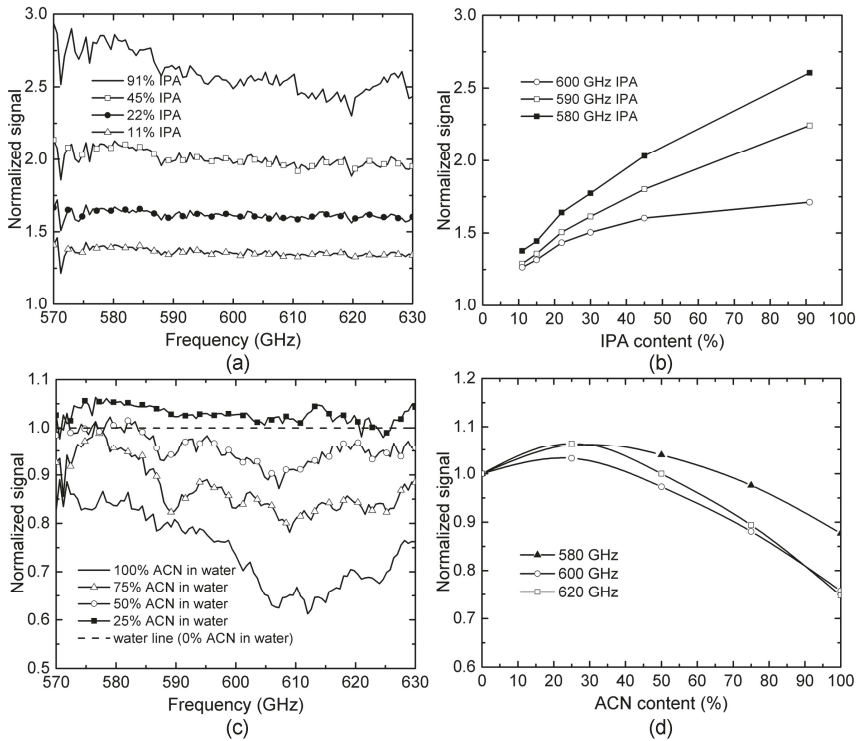 3.0
2.5
2.0
1.5
1.0
Normalized signal
91% IPA
45% IPA
22% IPA
11% IPA
570 580 590 600 610 620 630
Frequency (GHz)
(a)
3.0
2.5
2.0
1.5
1.0
Normalized signal
600 GHz IPA
590 GHz IPA
580 GHz IPA
0 10 20 30 40 50 60 70 80 90 100
IPA content (%)
(b)
1.1
1.0
0.9
0.8
0.7
0.6
0.5
Normalized signal
100% ACN in water
75% ACN in water
50% ACN in water
25% ACN in water
water line (0% ACN in water)
570 580 590 600 610 620 630
Frequency (GHz)
(c)
1.2
1.1
1.0
0.9
0.8
0.7
0.6
Normalized signal
580 GHz
600 GHz
620 GHz
0 10 20 30 40 50 60 70 80 90 100
ACN content (%)
(d)